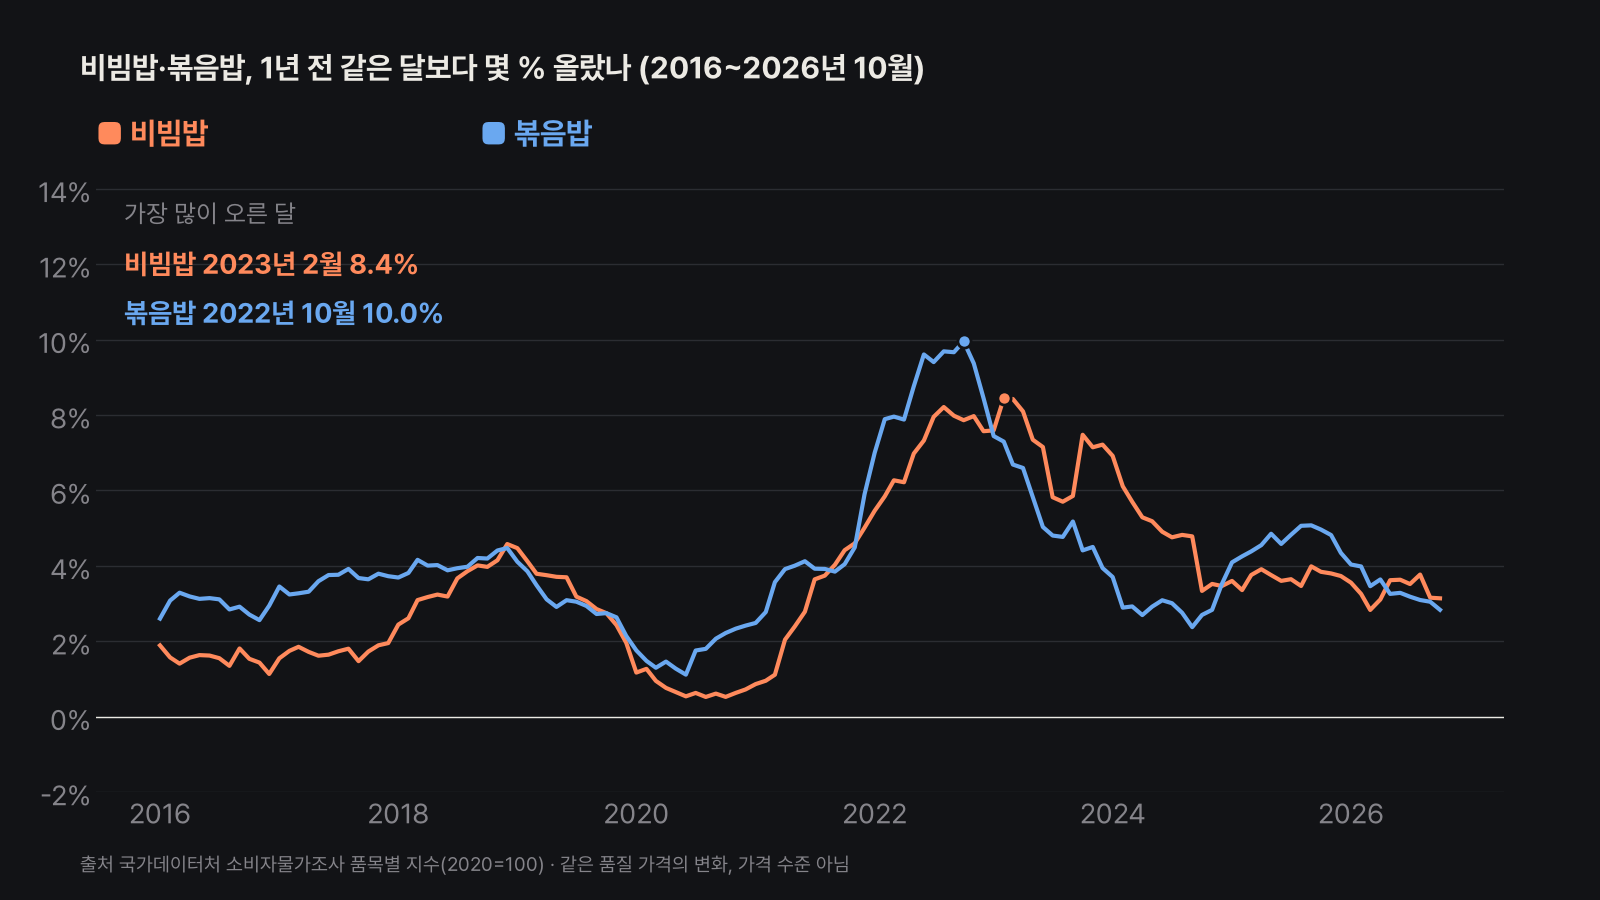 비빔밥·볶음밥, 1년 전 같은 달보다 몇 % 올랐나 (2016~2026년 10월)
비빔밥
볶음밥
14%
가장 많이 오른 달
12%
비빔밥 2023년 2월 8.4%
볶음밥 2022년 10월 10.0%
10%
8%
6%
4%
2%
0%
-2%
2016 2018 2020 2022 2024 2026
출처 국가데이터처 소비자물가조사 품목별 지수(2020=100) · 같은 품질 가격의 변화, 가격 수준 아님